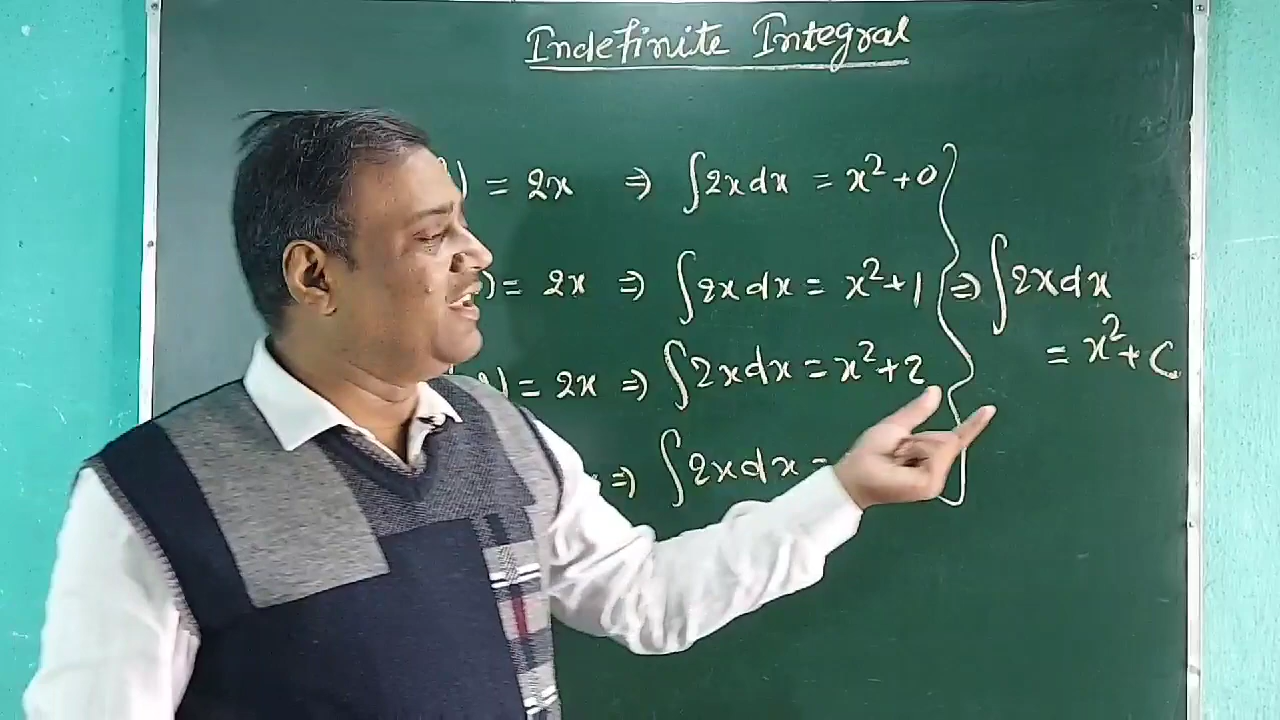 Indefinite Integral
) = 2x ⇒ ∫2x dx = x² + 0
) = 2x ⇒ ∫2x dx = x² + 1 ⇒ ∫2x dx
= x² + C
) = 2x ⇒ ∫2x dx = x² + 2
⇒ ∫2x dx =